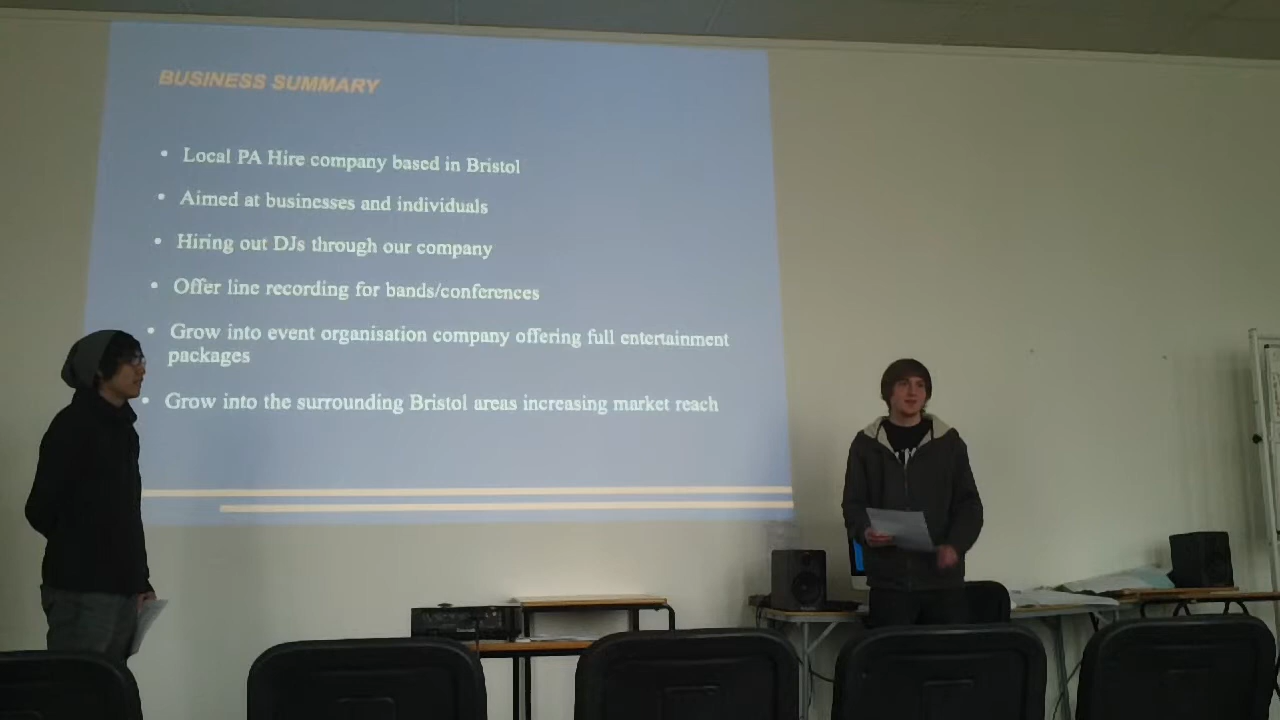 BUSINESS SUMMARY
• Local PA Hire company based in Bristol
• Aimed at businesses and individuals
• Hiring out DJs through our company
• Offer line recording for bands/conferences
• Grow into event organisation company offering full entertainment
packages
• Grow into the surrounding Bristol areas increasing market reach